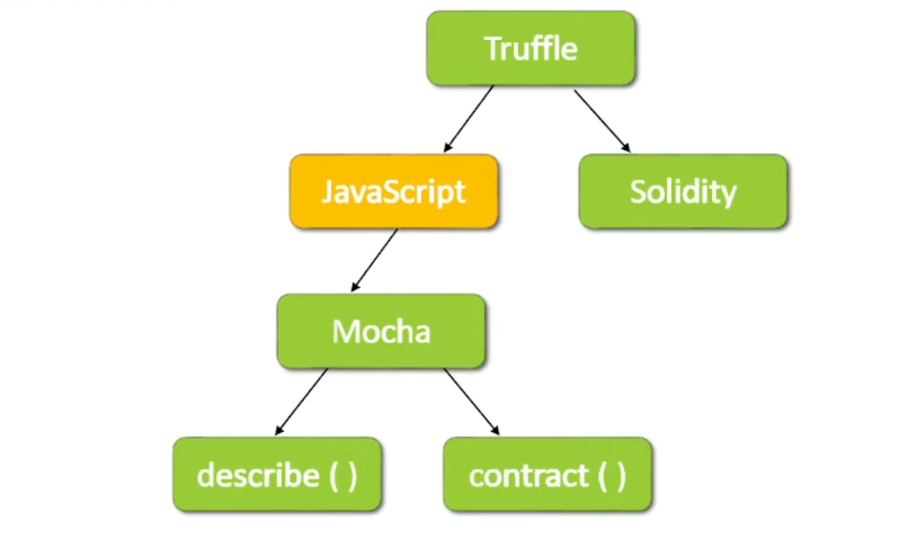 Truffle
JavaScript
Solidity
Mocha
describe ( )
contract ( )